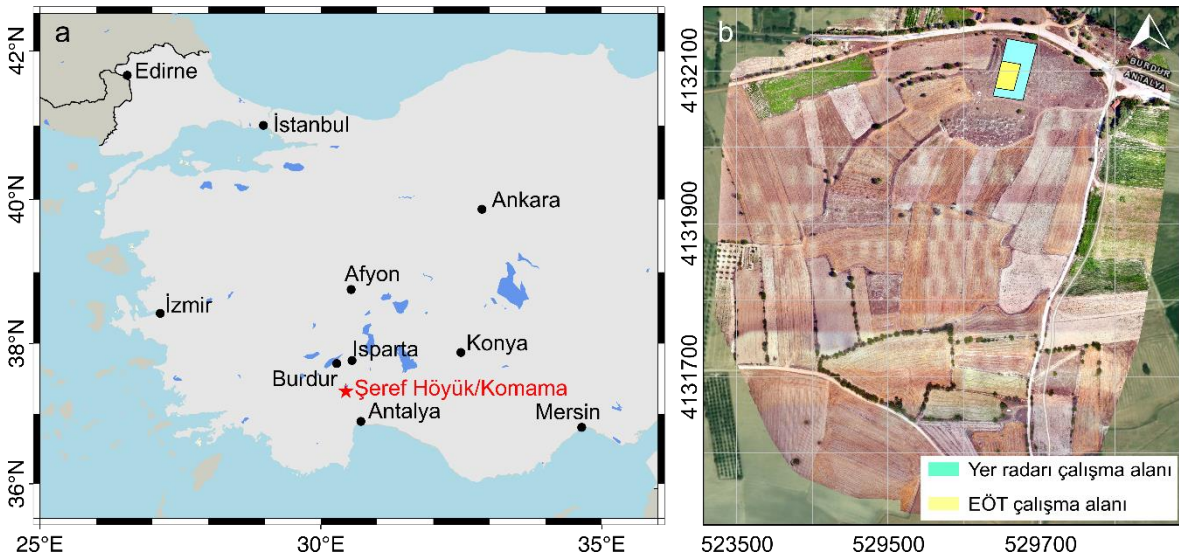 a
42°N
40°N
38°N
36°N
25°E
30°E
35°E
Edirne
İstanbul
Ankara
Afyon
İzmir
Isparta
Konya
Burdur
Şeref Höyük/Komama
Antalya
Mersin
b
4132100
4131900
4131700
523500
529500
529700
BURDUR
ANTALYA
Yer radarı çalışma alanı
EÖT çalışma alanı